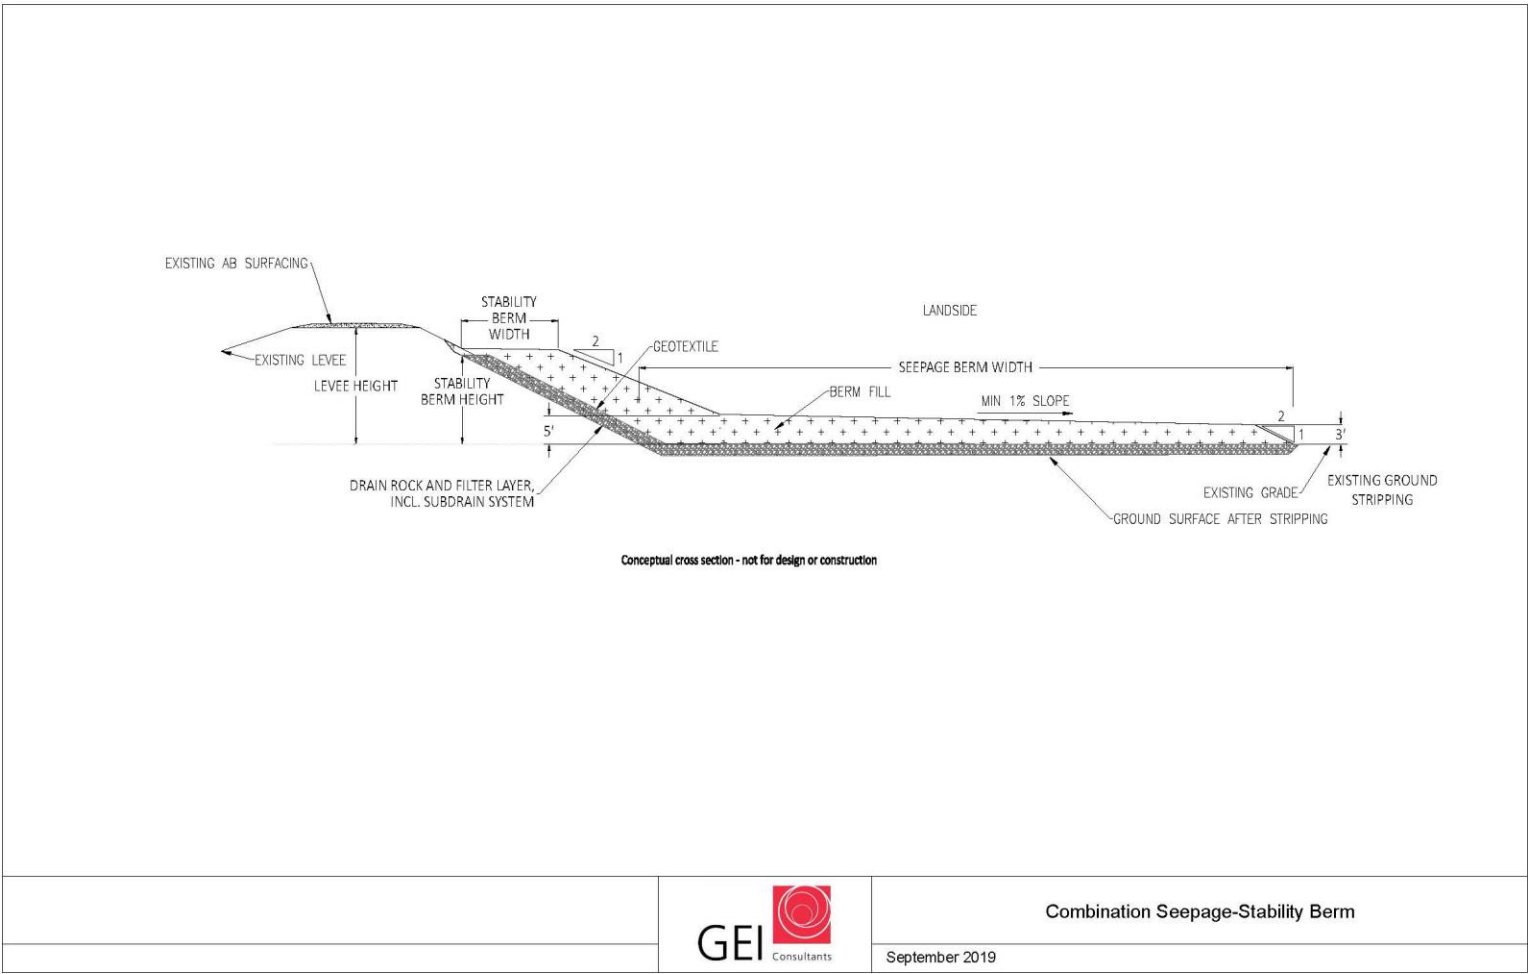 EXISTING AB SURFACING
STABILITY
BERM
WIDTH
LANDSIDE
2
1
GEOTEXTILE
EXISTING LEVEE
SEEPAGE BERM WIDTH
LEVEE HEIGHT
STABILITY
BERM HEIGHT
BERM FILL
MIN 1% SLOPE
5'
2
1
3'
DRAIN ROCK AND FILTER LAYER,
INCL. SUBDRAIN SYSTEM
EXISTING GRADE
EXISTING GROUND
STRIPPING
GROUND SURFACE AFTER STRIPPING
Conceptual cross section - not for design or construction
GEI
Consultants
Combination Seepage-Stability Berm
September 2019